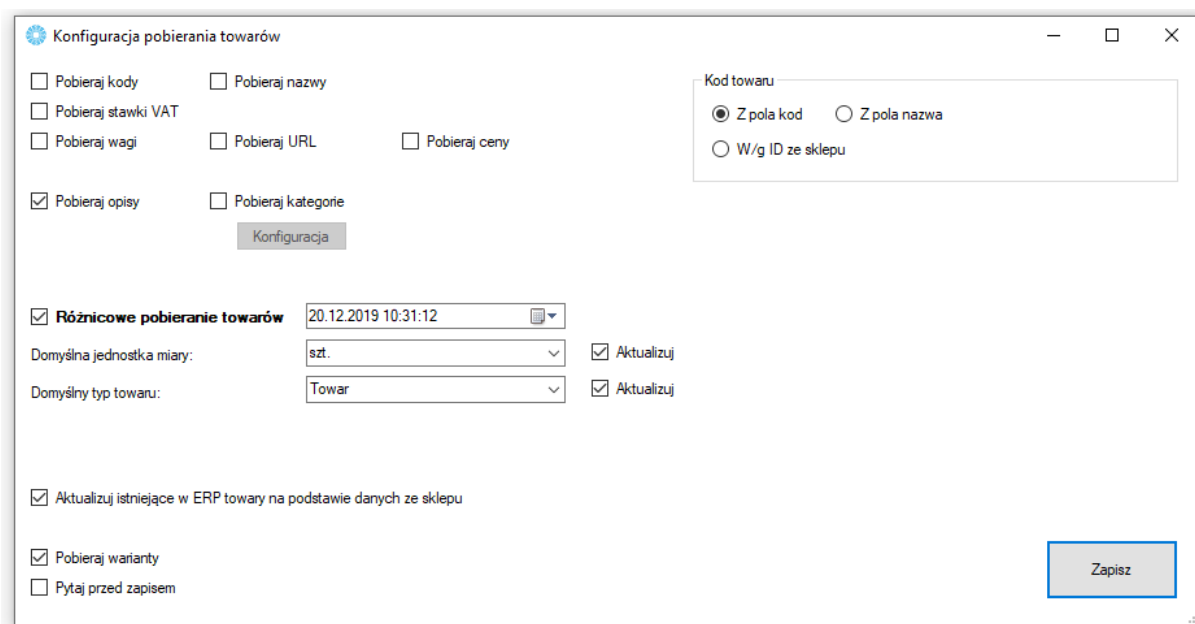 Konfiguracja pobierania towarów
Pobieraj kody Pobieraj nazwy Kod towaru
Pobieraj stawki VAT Z pola kod Z pola nazwa
Pobieraj wagi Pobieraj URL Pobieraj ceny W/g ID ze sklepu
Pobieraj opisy Pobieraj kategorie
Konfiguracja
Różnicowe pobieranie towarów 20.12.2019 10:31:12
Domyślna jednostka miary: szt. Aktualizuj
Domyślny typ towaru: Towar Aktualizuj
Aktualizuj istniejące w ERP towary na podstawie danych ze sklepu
Pobieraj warianty
Zapisz
Pytaj przed zapisem